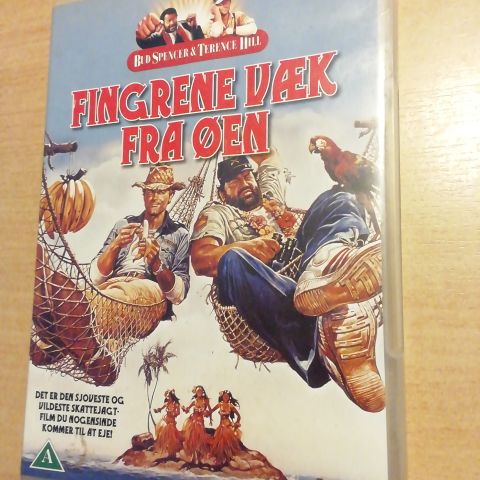 BUD SPENCER & TERENCE HILL
FINGRENE VÆK
FRA ØEN
DET ER DEN SJOVESTE OG
VILDESTE SKATTEJAGT-
FILM DU NOGENSINDE
KOMMER TIL AT EJE!
A